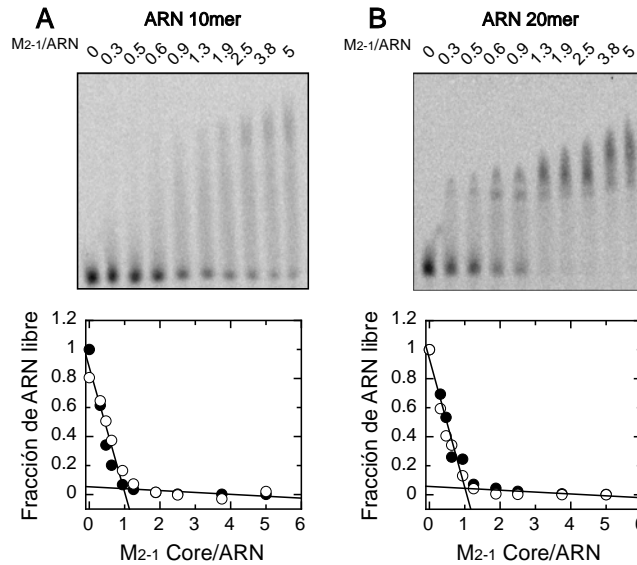 A
ARN 10mer
M2-1/ARN
0 0.3 0.5 0.6 0.9 1.3 1.9 2.5 3.8 5
Fracción de ARN libre
1.2
1
0.8
0.6
0.4
0.2
0
0 1 2 3 4 5 6
M2-1 Core/ARN
B
ARN 20mer
M2-1/ARN
0 0.3 0.5 0.6 0.9 1.3 1.9 2.5 3.8 5
Fracción de ARN libre
1.2
1
0.8
0.6
0.4
0.2
0
0 1 2 3 4 5 6
M2-1 Core/ARN